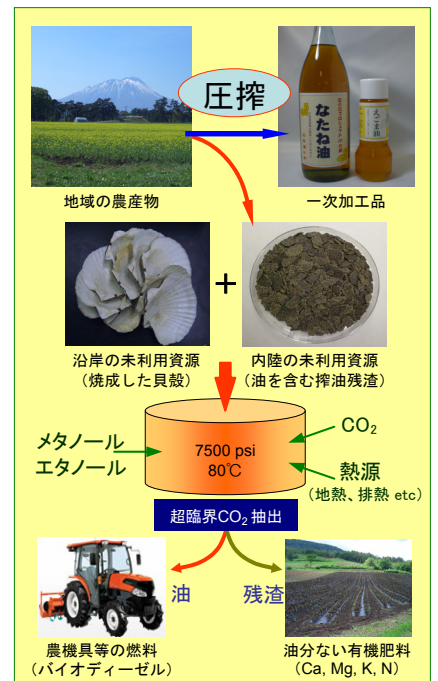 圧搾
なたね油
えごま油
地域の農産物
一次加工品
+
沿岸の未利用資源
(焼成した貝殻)
内陸の未利用資源
(油を含む搾油残渣)
メタノール
エタノール
7500 psi
80℃
CO₂
熱源
(地熱、排熱 etc)
超臨界CO₂ 抽出
油
残渣
農機具等の燃料
(バイオディーゼル)
油分ない有機肥料
(Ca, Mg, K, N)